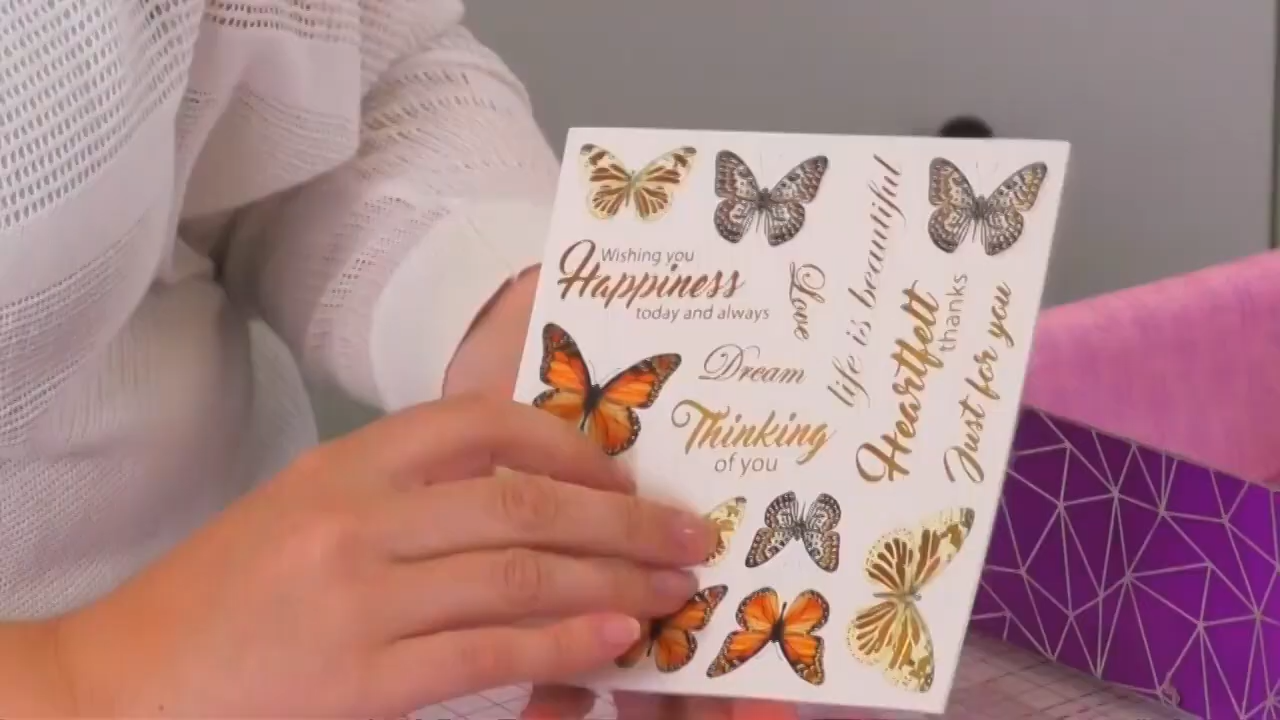 Wishing you
Happiness
today and always
Love
life is beautiful
Heartfelt
thanks
Just for you
Dream
Thinking
of you